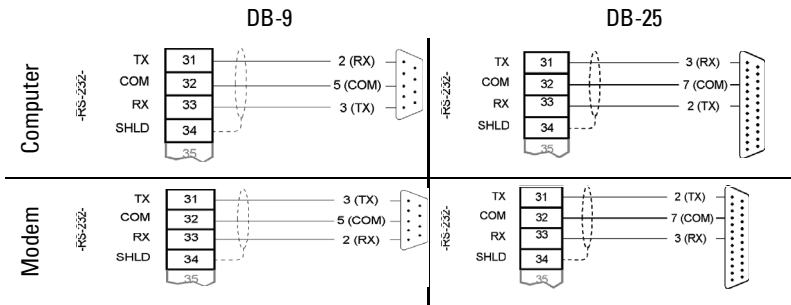 DB-9
DB-25
Computer
-RS-232-
TX 31 2 (RX)
COM 32 5 (COM)
RX 33 3 (TX)
SHLD 34
35
-RS-232-
TX 31 3 (RX)
COM 32 7 (COM)
RX 33 2 (TX)
SHLD 34
35
Modem
-RS-232-
TX 31 3 (TX)
COM 32 5 (COM)
RX 33 2 (RX)
SHLD 34
35
-RS-232-
TX 31 2 (TX)
COM 32 7 (COM)
RX 33 3 (RX)
SHLD 34
35